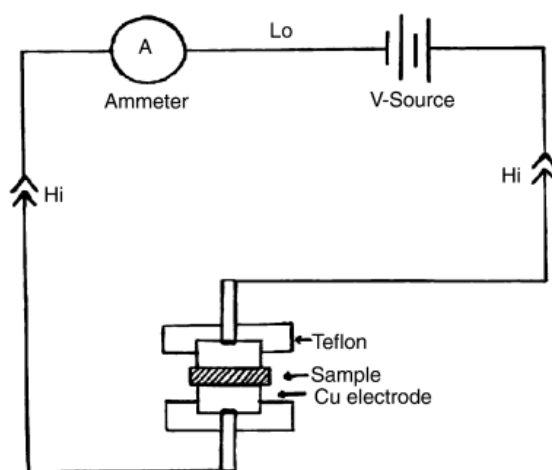 Lo
A
Ammeter
V-Source
Hi
Hi
Teflon
Sample
Cu electrode